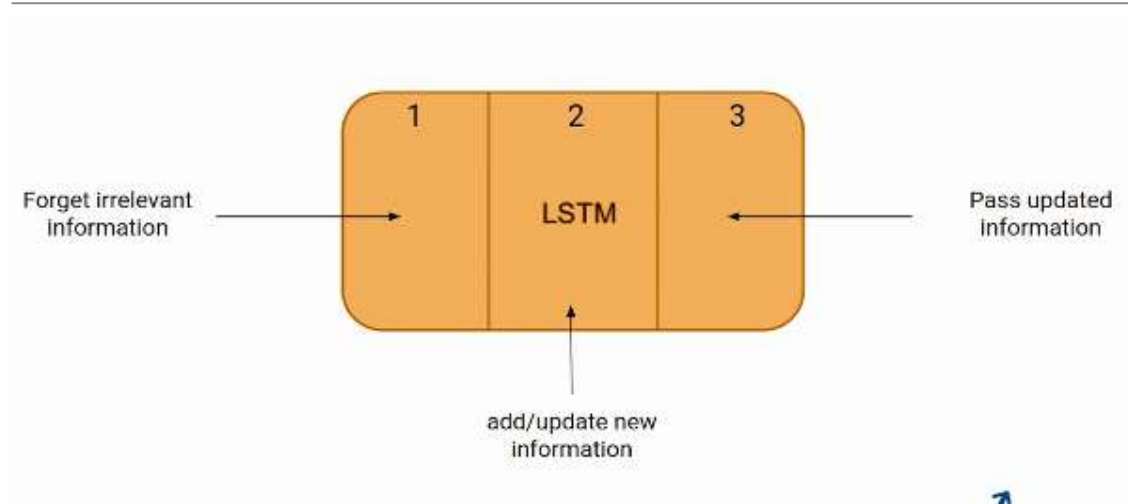 1
2
3
Forget irrelevant
information
LSTM
Pass updated
information
add/update new
information